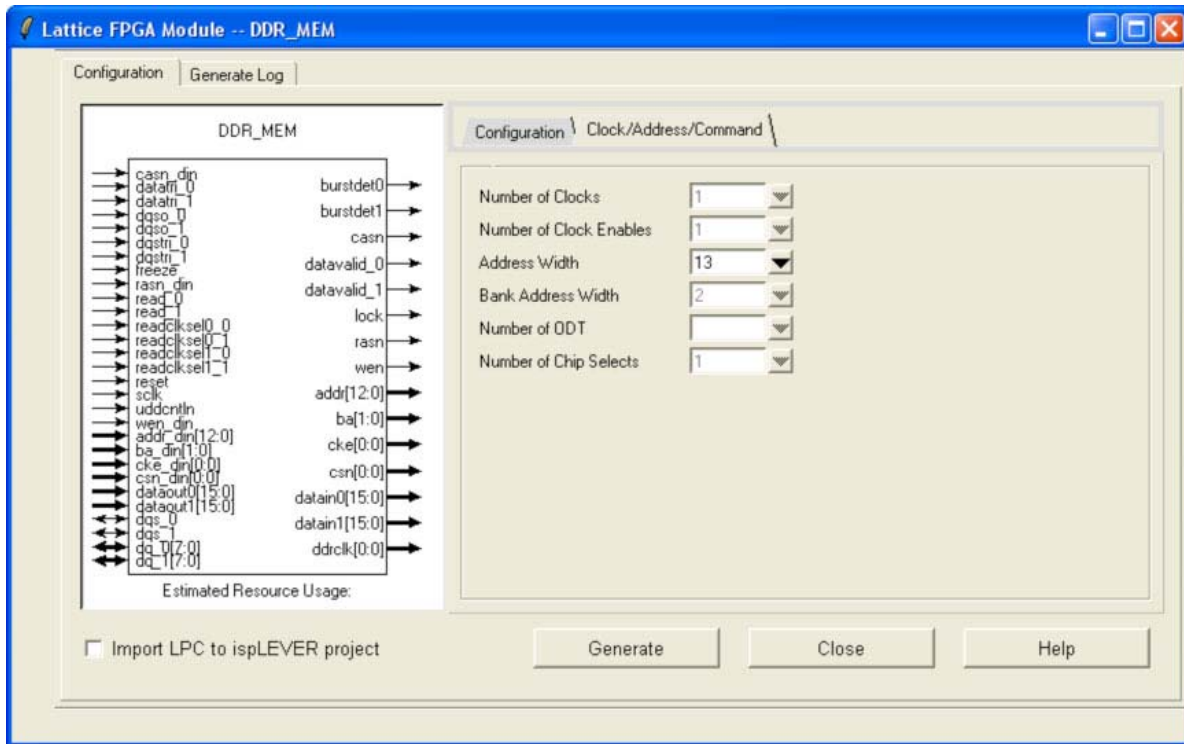 Lattice FPGA Module -- DDR_MEM
Configuration Generate Log
DDR_MEM
casn_din
datatri_0
datatri_1
dqso_0
dqso_1
dqstri_0
dqstri_1
freeze
rasn_din
read_0
read_1
readclksel0_0
readclksel0_1
readclksel1_0
readclksel1_1
reset
sclk
uddcntln
wen_din
addr_din[12:0]
ba_din[1:0]
cke_din[0:0]
csn_din[0:0]
dataout0[15:0]
dataout1[15:0]
dqs_0
dqs_1
dq_0[7:0]
dq_1[7:0]
burstdet0
burstdet1
casn
datavalid_0
datavalid_1
lock
rasn
wen
addr[12:0]
ba[1:0]
cke[0:0]
csn[0:0]
datain0[15:0]
datain1[15:0]
ddrclk[0:0]
Estimated Resource Usage:
Configuration Clock/Address/Command
Number of Clocks 1
Number of Clock Enables 1
Address Width 13
Bank Address Width 2
Number of ODT
Number of Chip Selects 1
Import LPC to ispLEVER project
Generate Close Help